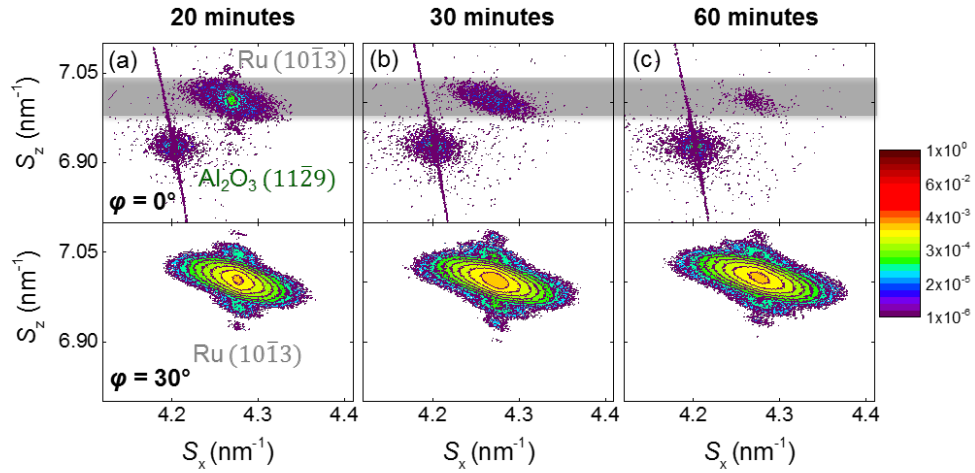 20 minutes 30 minutes 60 minutes
(a) Ru (101̄3) (b) (c)
7.05
S_z (nm⁻¹)
6.90
Al₂O₃ (112̄9)
φ = 0°
1x10⁰
6x10⁻²
4x10⁻³
3x10⁻⁴
2x10⁻⁵
1x10⁻⁶
7.05
S_z (nm⁻¹)
6.90
Ru (101̄3)
φ = 30°
4.2 4.3 4.4 4.2 4.3 4.4 4.2 4.3 4.4
S_x (nm⁻¹) S_x (nm⁻¹) S_x (nm⁻¹)